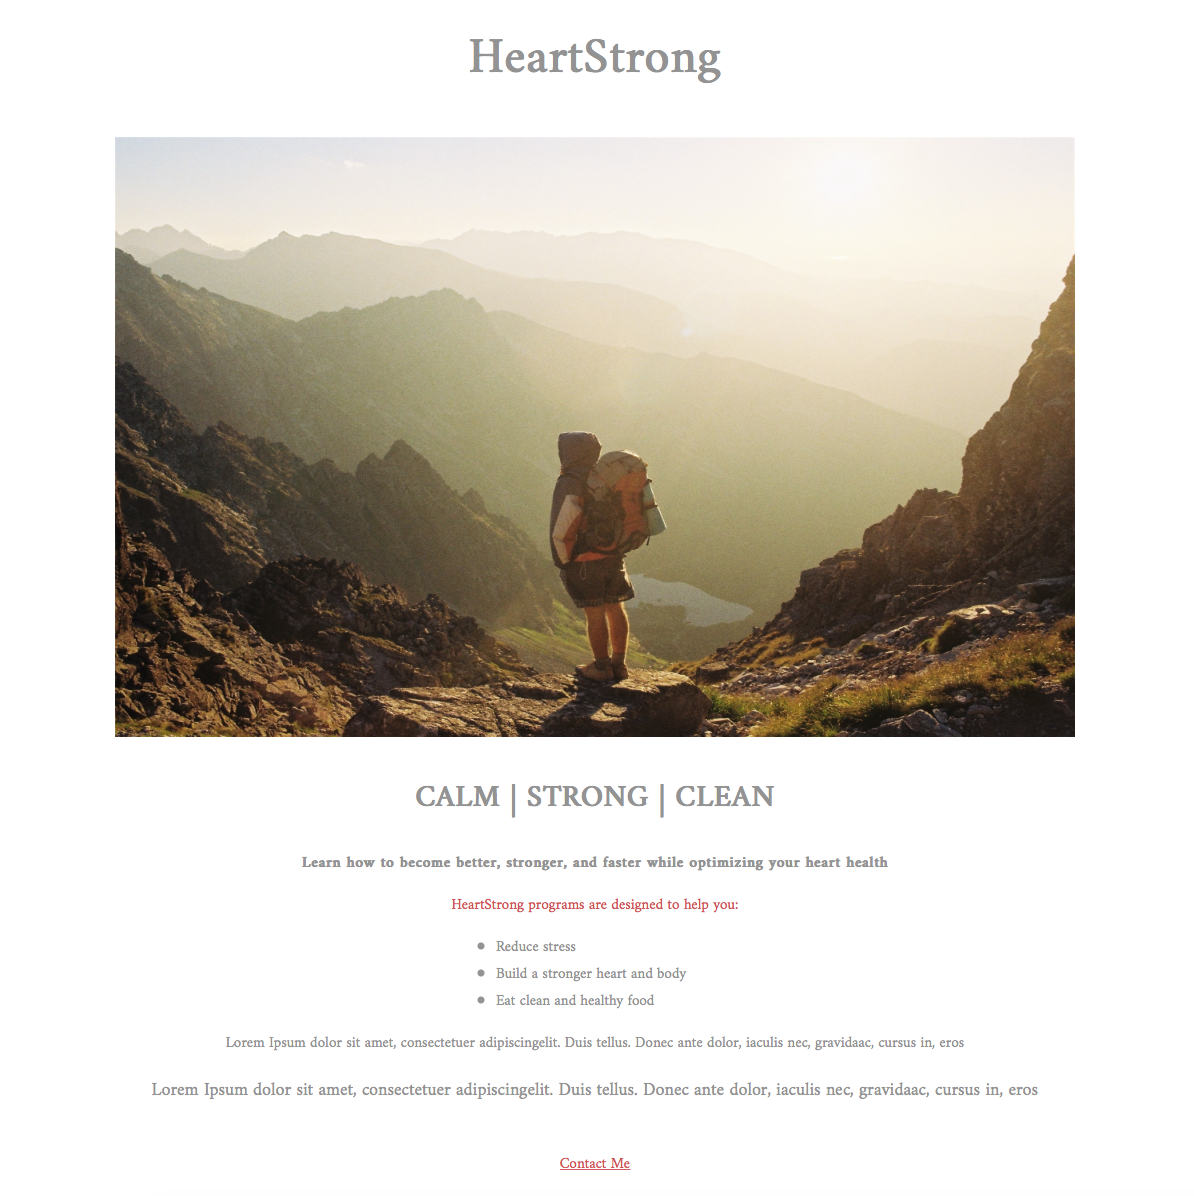 HeartStrong
CALM | STRONG | CLEAN
Learn how to become better, stronger, and faster while optimizing your heart health
HeartStrong programs are designed to help you:
Reduce stress
Build a stronger heart and body
Eat clean and healthy food
Lorem Ipsum dolor sit amet, consectetuer adipiscingelit. Duis tellus. Donec ante dolor, iaculis nec, gravidaac, cursus in, eros
Lorem Ipsum dolor sit amet, consectetuer adipiscingelit. Duis tellus. Donec ante dolor, iaculis nec, gravidaac, cursus in, eros
Contact Me